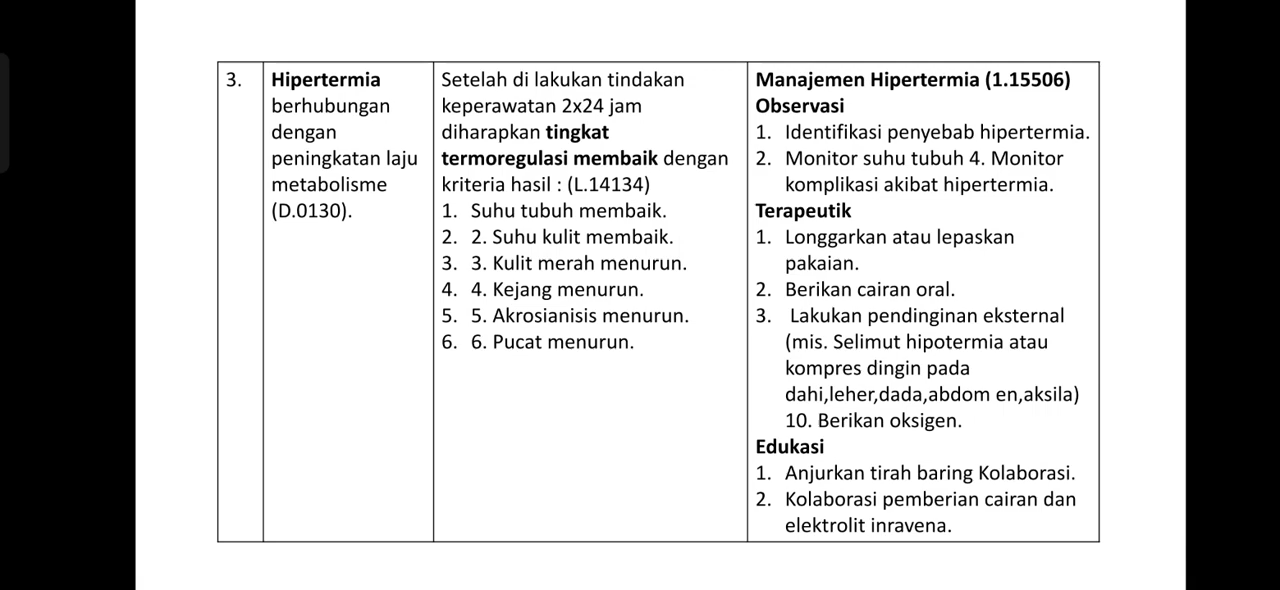 3.
Hipertermia
berhubungan
dengan
peningkatan laju
metabolisme
(D.0130).
Setelah di lakukan tindakan
keperawatan 2x24 jam
diharapkan tingkat
termoregulasi membaik dengan
kriteria hasil : (L.14134)
1. Suhu tubuh membaik.
2. 2. Suhu kulit membaik.
3. 3. Kulit merah menurun.
4. 4. Kejang menurun.
5. 5. Akrosianisis menurun.
6. 6. Pucat menurun.
Manajemen Hipertermia (1.15506)
Observasi
1. Identifikasi penyebab hipertermia.
2. Monitor suhu tubuh 4. Monitor
komplikasi akibat hipertermia.
Terapeutik
1. Longgarkan atau lepaskan
pakaian.
2. Berikan cairan oral.
3. Lakukan pendinginan eksternal
(mis. Selimut hipotermia atau
kompres dingin pada
dahi,leher,dada,abdom en,aksila)
10. Berikan oksigen.
Edukasi
1. Anjurkan tirah baring Kolaborasi.
2. Kolaborasi pemberian cairan dan
elektrolit inravena.